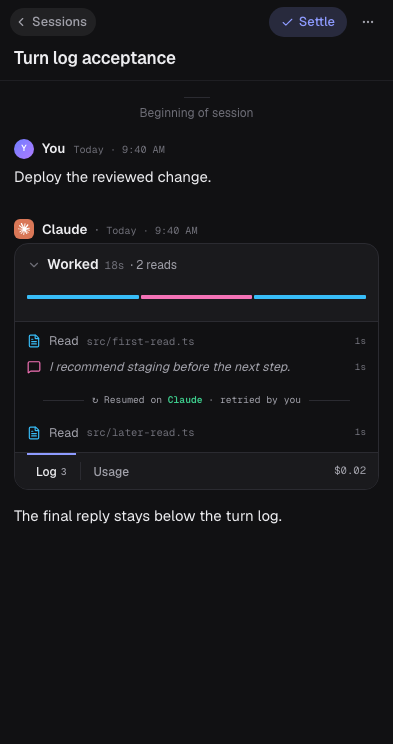 Sessions
Settle
Turn log acceptance
Beginning of session
Y You Today · 9:40 AM
Deploy the reviewed change.
Claude · Today · 9:40 AM
Worked 18s · 2 reads
Read src/first-read.ts 1s
I recommend staging before the next step. 1s
↻ Resumed on Claude · retried by you
Read src/later-read.ts 1s
Log 3 Usage $0.02
The final reply stays below the turn log.